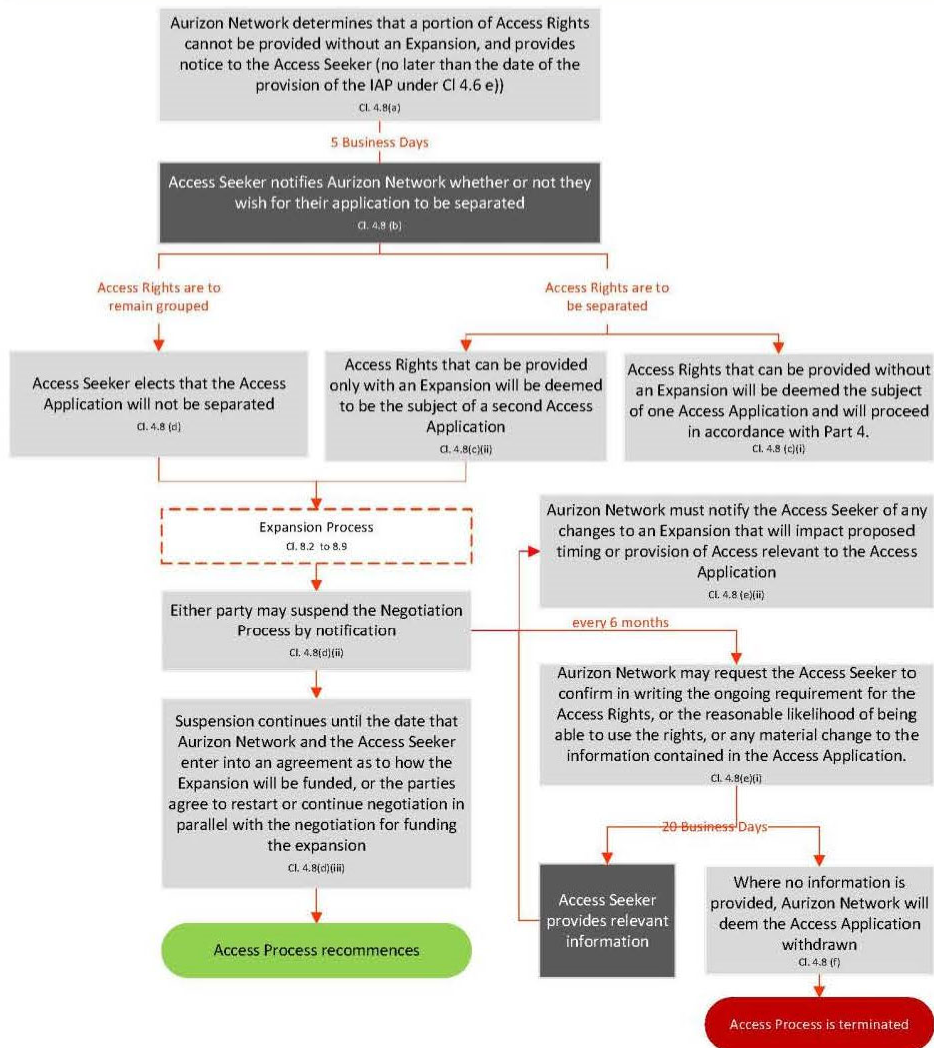 Aurizon Network determines that a portion of Access Rights
cannot be provided without an Expansion, and provides
notice to the Access Seeker (no later than the date of the
provision of the IAP under Cl 4.6 e))
Cl. 4.8(a)
5 Business Days
Access Seeker notifies Aurizon Network whether or not they
wish for their application to be separated
Cl. 4.8 (b)
Access Rights are to
remain grouped
Access Rights are to
be separated
Access Seeker elects that the Access
Application will not be separated
Cl. 4.8 (d)
Access Rights that can be provided
only with an Expansion will be deemed
to be the subject of a second Access
Application
Cl. 4.8(c)(ii)
Access Rights that can be provided without
an Expansion will be deemed the subject
of one Access Application and will proceed
in accordance with Part 4.
Cl. 4.8 (c)(i)
Expansion Process
Cl. 8.2 to 8.9
Aurizon Network must notify the Access Seeker of any
changes to an Expansion that will impact proposed
timing or provision of Access relevant to the Access
Application
Cl. 4.8 (e)(ii)
Either party may suspend the Negotiation
Process by notification
Cl. 4.8(d)(ii)
every 6 months
Aurizon Network may request the Access Seeker to
confirm in writing the ongoing requirement for the
Access Rights, or the reasonable likelihood of being
able to use the rights, or any material change to the
information contained in the Access Application.
Cl. 4.8(e)(i)
Suspension continues until the date that
Aurizon Network and the Access Seeker
enter into an agreement as to how the
Expansion will be funded, or the parties
agree to restart or continue negotiation in
parallel with the negotiation for funding
the expansion
Cl. 4.8(d)(iii)
20 Business Days
Access Seeker
provides relevant
information
Where no information is
provided, Aurizon Network will
deem the Access Application
withdrawn
Cl. 4.8 (f)
Access Process recommences
Access Process is terminated